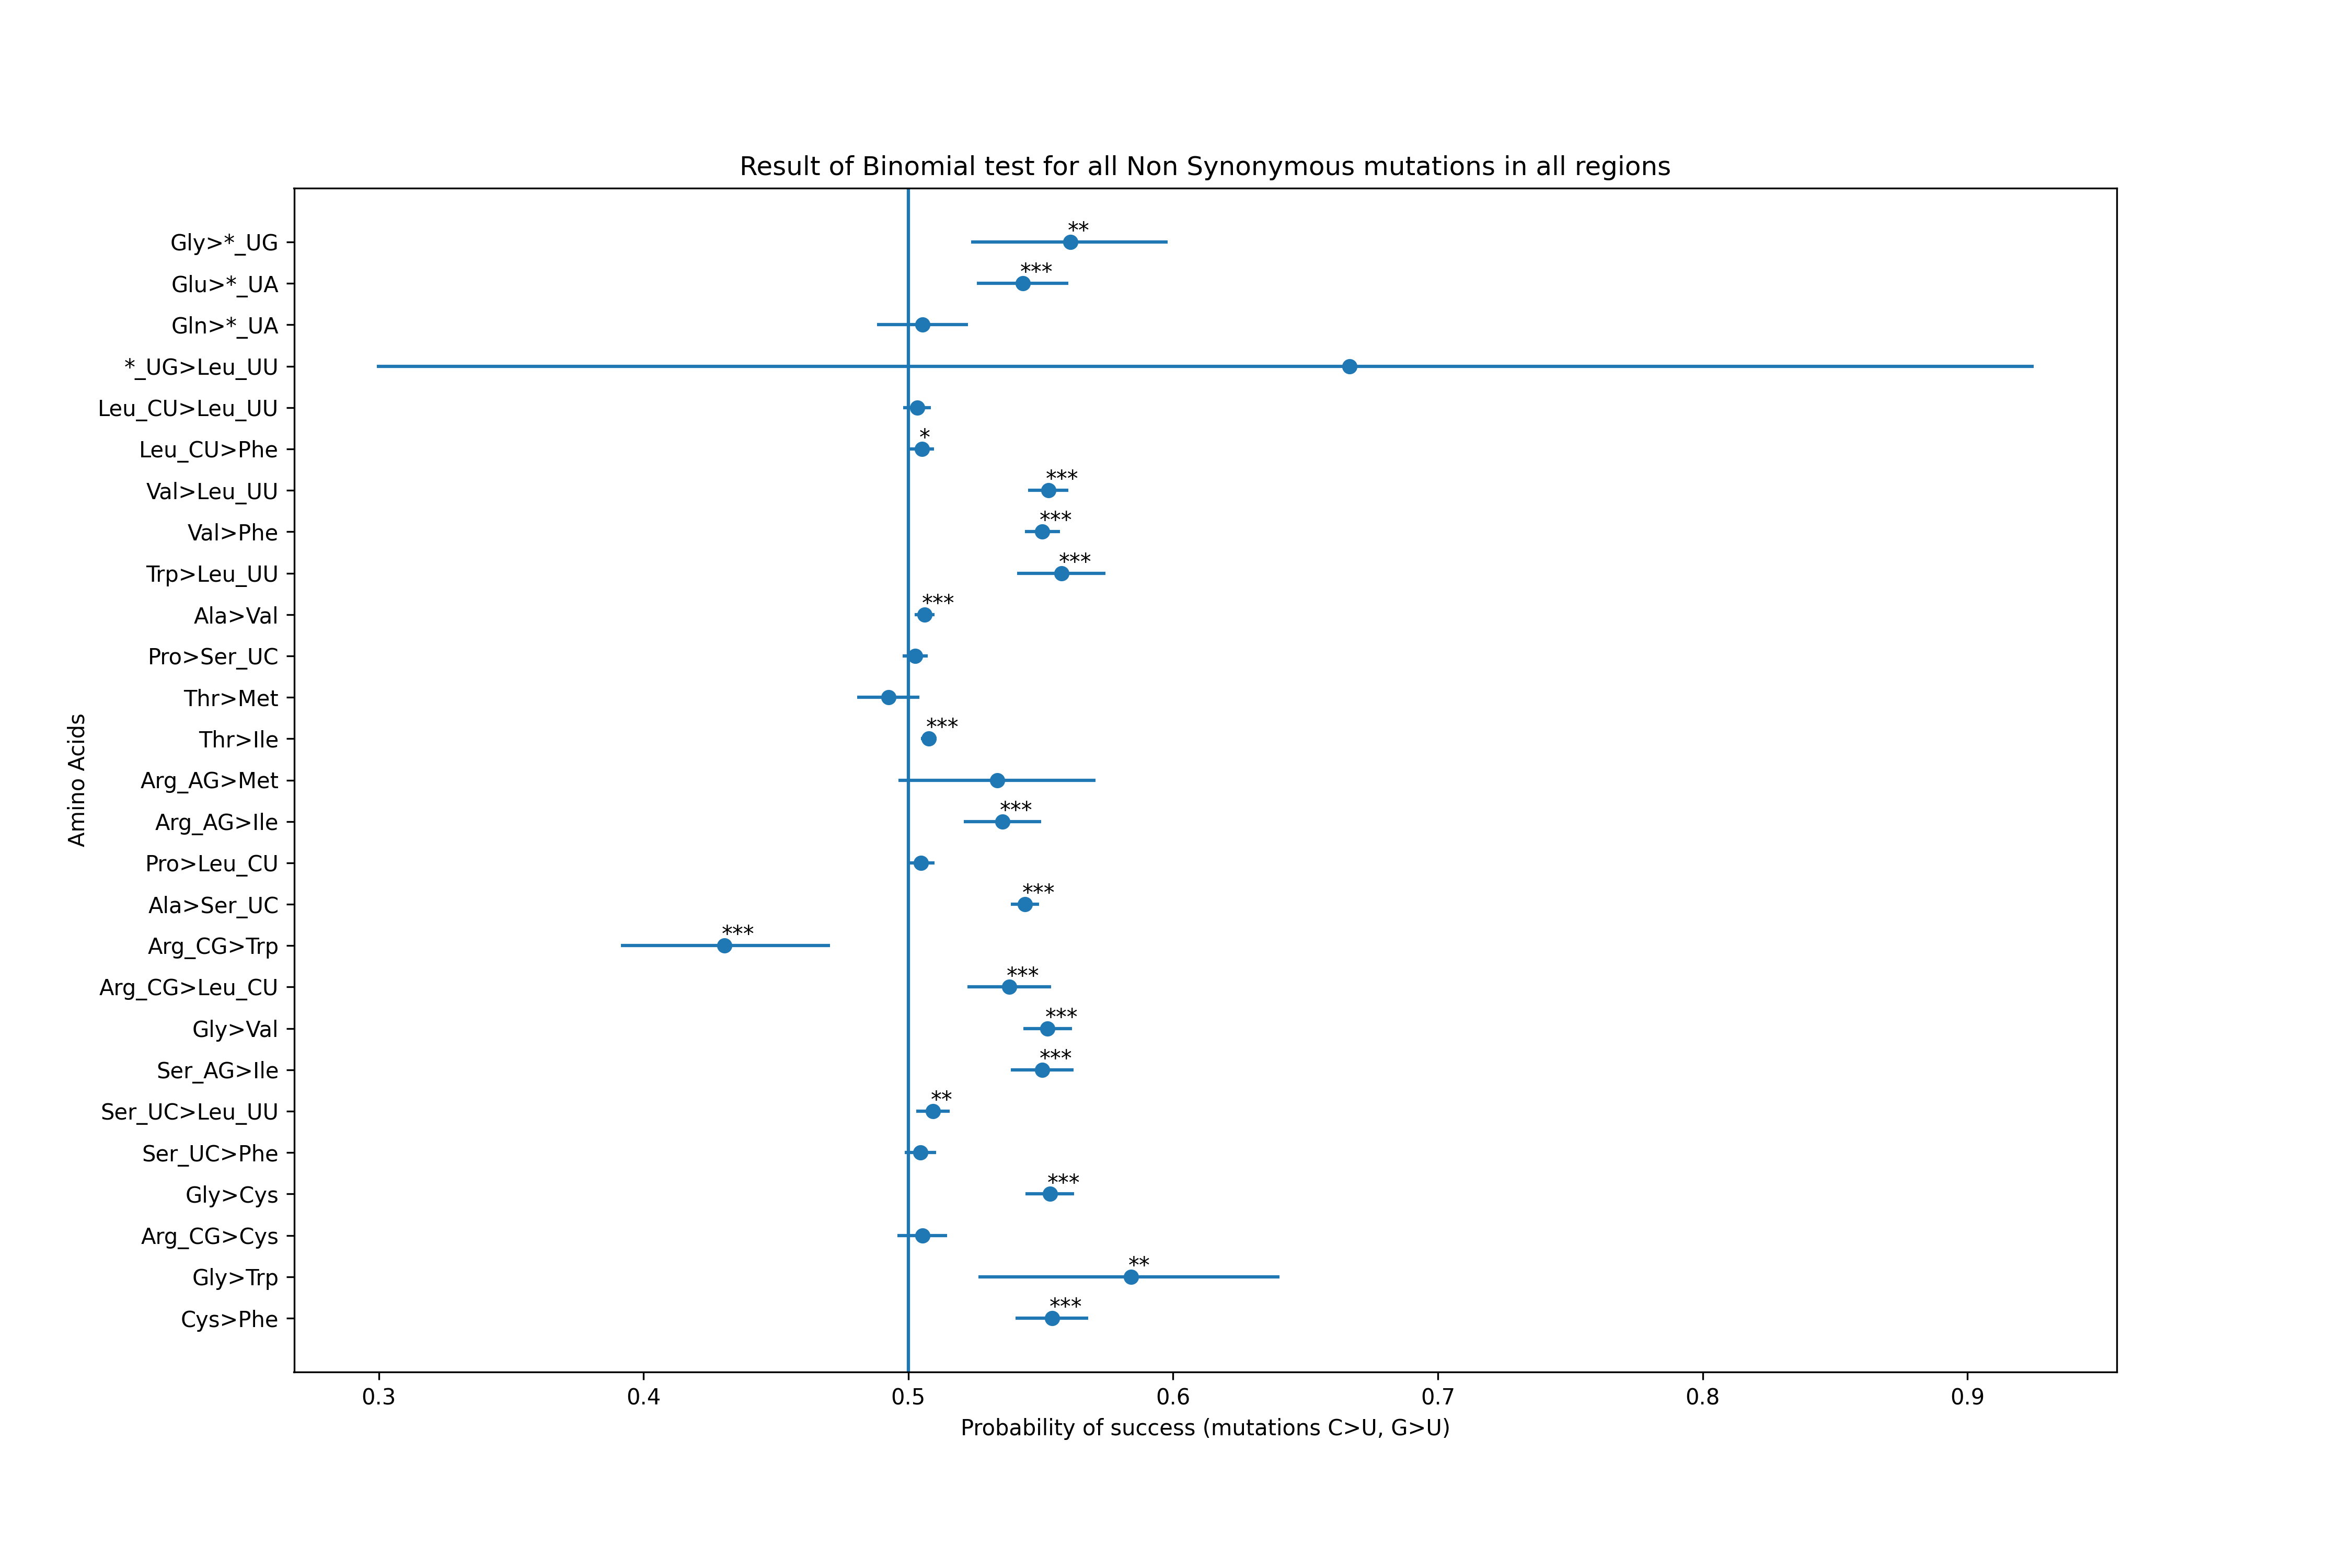 Result of Binomial test for all Non Synonymous mutations in all regions
Gly>*_UG
**
Glu>*_UA
***
Gln>*_UA
*_UG>Leu_UU
Leu_CU>Leu_UU
Leu_CU>Phe
*
Val>Leu_UU
***
Val>Phe
***
Trp>Leu_UU
***
Ala>Val
***
Pro>Ser_UC
Thr>Met
Thr>Ile
***
Arg_AG>Met
Arg_AG>Ile
***
Pro>Leu_CU
Ala>Ser_UC
***
Arg_CG>Trp
***
Arg_CG>Leu_CU
***
Gly>Val
***
Ser_AG>Ile
***
Ser_UC>Leu_UU
**
Ser_UC>Phe
Gly>Cys
***
Arg_CG>Cys
Gly>Trp
**
Cys>Phe
***
Amino Acids
0.3 0.4 0.5 0.6 0.7 0.8 0.9
Probability of success (mutations C>U, G>U)